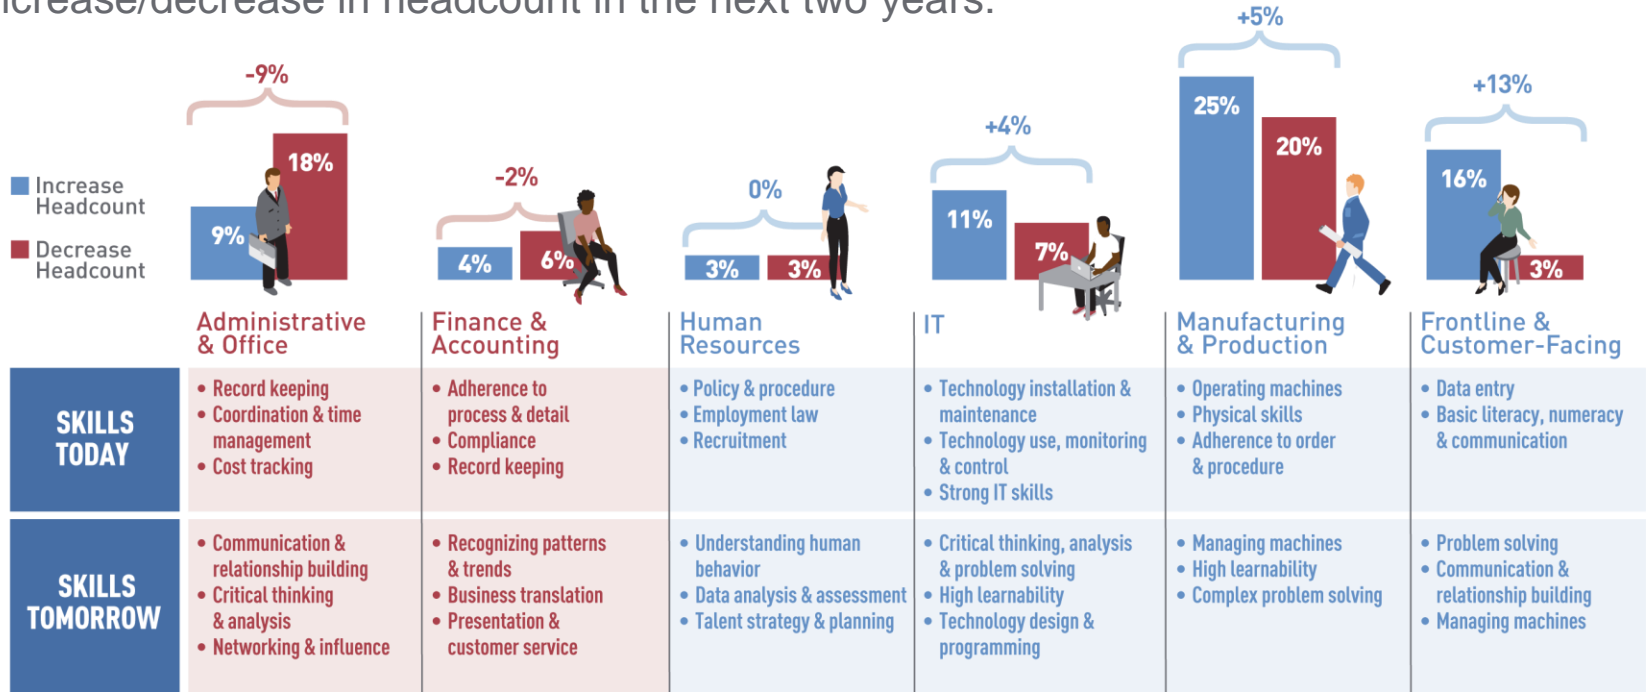 increase/decrease in headcount in the next two years.
Increase
Headcount
Decrease
Headcount
-9%
9%
18%
-2%
4%
6%
0%
3%
3%
+4%
11%
7%
+5%
25%
20%
+13%
16%
3%
Administrative
& Office
Finance &
Accounting
Human
Resources
IT
Manufacturing
& Production
Frontline &
Customer-Facing
SKILLS
TODAY
• Record keeping
• Coordination & time
management
• Cost tracking
• Adherence to
process & detail
• Compliance
• Record keeping
• Policy & procedure
• Employment law
• Recruitment
• Technology installation &
maintenance
• Technology use, monitoring
& control
• Strong IT skills
• Operating machines
• Physical skills
• Adherence to order
& procedure
• Data entry
• Basic literacy, numeracy
& communication
SKILLS
TOMORROW
• Communication &
relationship building
• Critical thinking
& analysis
• Networking & influence
• Recognizing patterns
& trends
• Business translation
• Presentation &
customer service
• Understanding human
behavior
• Data analysis & assessment
• Talent strategy & planning
• Critical thinking, analysis
& problem solving
• High learnability
• Technology design &
programming
• Managing machines
• High learnability
• Complex problem solving
• Problem solving
• Communication &
relationship building
• Managing machines